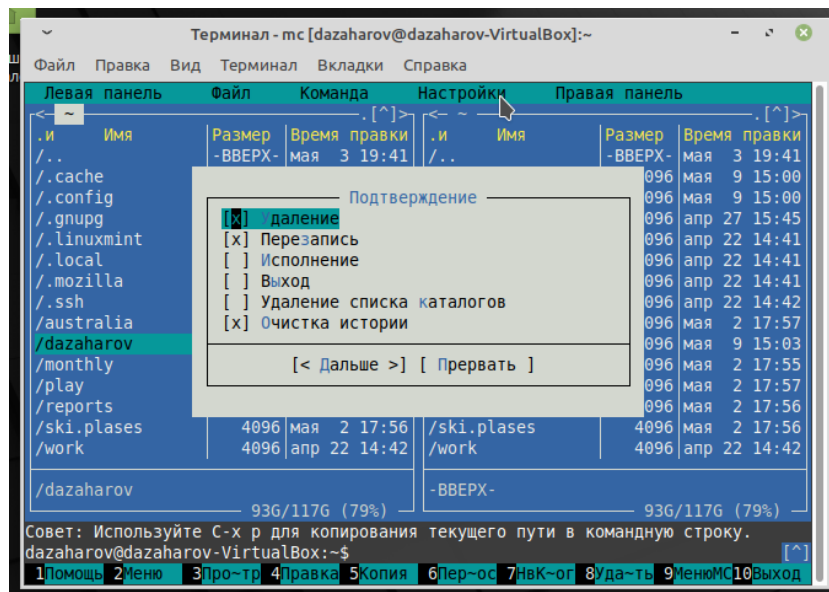 Терминал - mc [dazaharov@dazaharov-VirtualBox]:~
Файл Правка Вид Терминал Вкладки Справка
Левая панель Файл Команда Настройки Правая панель
<─ ~ .[^]> <─ ~ .[^]>
.и Имя Размер Время правки .и Имя Размер Время правки
/.. -ВВЕРХ- мая 3 19:41 /.. -ВВЕРХ- мая 3 19:41
/.cache 096 мая 9 15:00
/.config Подтверждение 096 мая 9 15:00
/.gnupg [x] Удаление 096 апр 27 15:45
/.linuxmint [x] Перезапись 096 апр 22 14:41
/.local [ ] Исполнение 096 апр 22 14:41
/.mozilla [ ] Выход 096 апр 22 14:41
/.ssh [ ] Удаление списка каталогов 096 апр 22 14:42
/australia [x] Очистка истории 096 мая 2 17:57
/dazaharov 096 мая 9 15:03
/monthly [< Дальше >] [ Прервать ] 096 мая 2 17:55
/play 096 мая 2 17:57
/reports 096 мая 2 17:56
/ski.plases 4096 мая 2 17:56 /ski.plases 4096 мая 2 17:56
/work 4096 апр 22 14:42 /work 4096 апр 22 14:42
/dazaharov -ВВЕРХ-
93G/117G (79%) 93G/117G (79%)
Совет: Используйте C-x p для копирования текущего пути в командную строку.
dazaharov@dazaharov-VirtualBox:~$ [^]
1Помощь 2Меню 3Про~тр 4Правка 5Копия 6Пер~ос 7НвК~ог 8Уда~ть 9МенюMC 10Выход